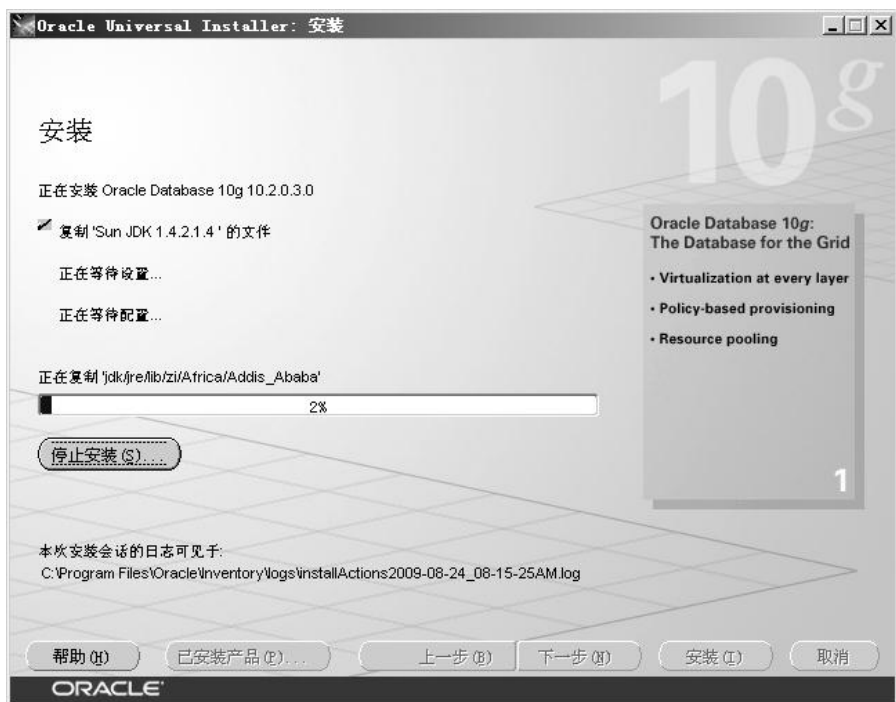 Oracle Universal Installer: 安装
10g
安装
正在安装 Oracle Database 10g 10.2.0.3.0
复制 'Sun JDK 1.4.2.1.4 ' 的文件
正在等待设置...
正在等待配置...
正在复制 'jdk/jre/lib/zi/Africa/Addis_Ababa'
2%
停止安装(S)...
Oracle Database 10g:
The Database for the Grid
• Virtualization at every layer
• Policy-based provisioning
• Resource pooling
1
本次安装会话的日志可见于:
C:\Program Files\Oracle\Inventory\logs\installActions2009-08-24_08-15-25AM.log
帮助(H) 已安装产品(P)... 上一步(B) 下一步(N) 安装(I) 取消
ORACLE